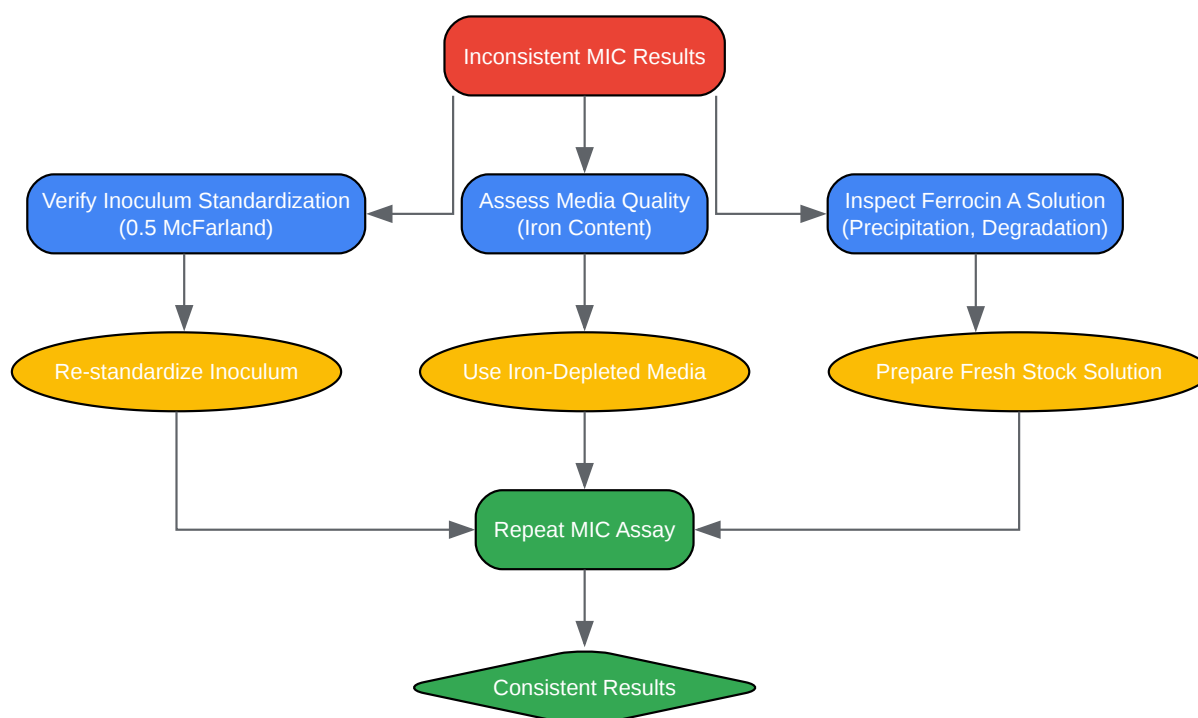 Inconsistent MIC Results
Verify Inoculum Standardization
(0.5 McFarland)
Assess Media Quality
(Iron Content)
Inspect Ferrocin A Solution
(Precipitation, Degradation)
Re-standardize Inoculum
Use Iron-Depleted Media
Prepare Fresh Stock Solution
Repeat MIC Assay
Consistent Results